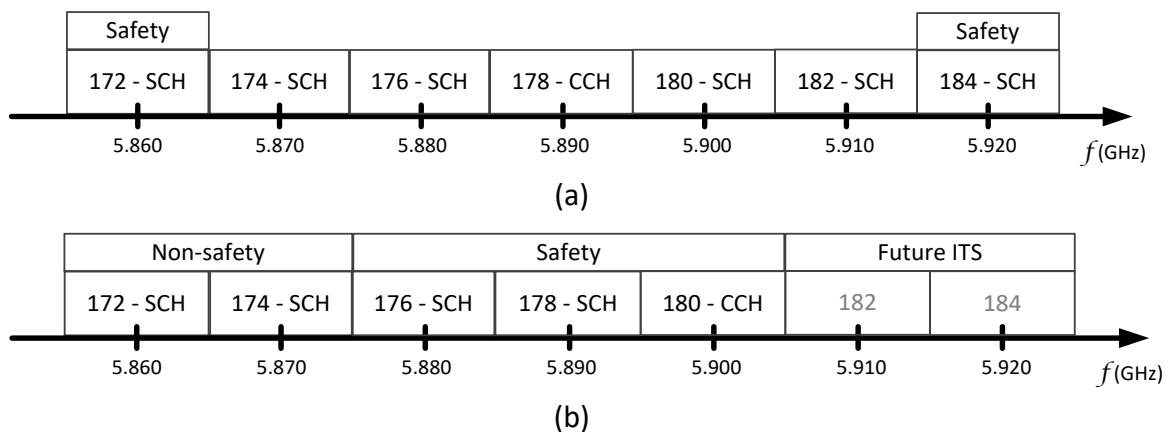 Safety Safety
172 - SCH 174 - SCH 176 - SCH 178 - CCH 180 - SCH 182 - SCH 184 - SCH
5.860 5.870 5.880 5.890 5.900 5.910 5.920
f(GHz)
(a)
Non-safety Safety Future ITS
172 - SCH 174 - SCH 176 - SCH 178 - SCH 180 - CCH 182 184
5.860 5.870 5.880 5.890 5.900 5.910 5.920
f(GHz)
(b)